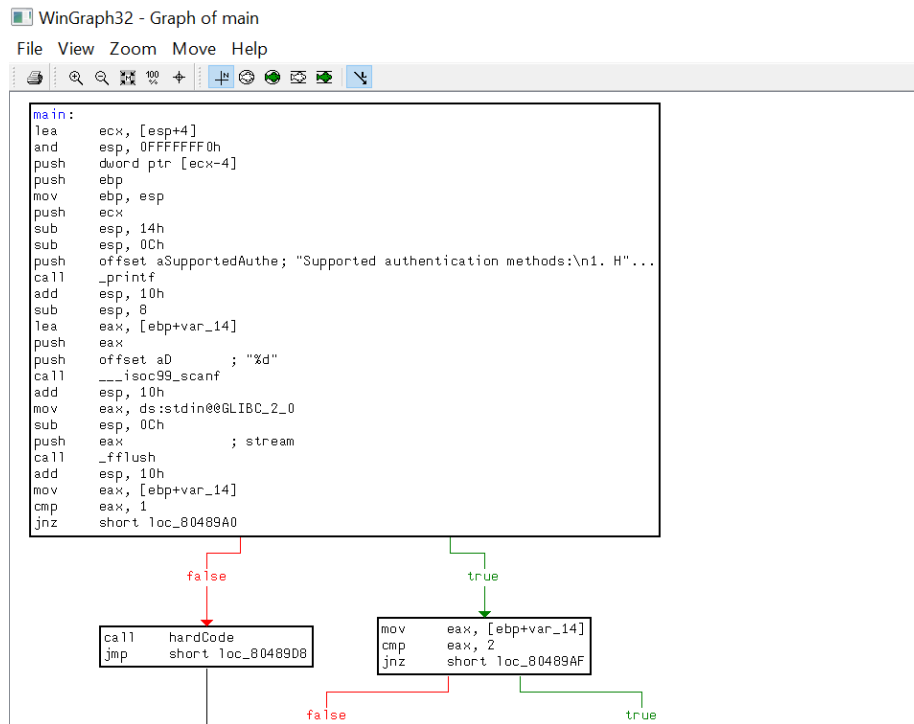 WinGraph32 - Graph of main
File View Zoom Move Help
100 %
N
main:
lea ecx, [esp+4]
and esp, 0FFFFFFF0h
push dword ptr [ecx-4]
push ebp
mov ebp, esp
push ecx
sub esp, 14h
sub esp, 0Ch
push offset aSupportedAuthe; "Supported authentication methods:\n1. H"...
call _printf
add esp, 10h
sub esp, 8
lea eax, [ebp+var_14]
push eax
push offset aD ; "%d"
call ___isoc99_scanf
add esp, 10h
mov eax, ds:stdin@@GLIBC_2_0
sub esp, 0Ch
push eax ; stream
call _fflush
add esp, 10h
mov eax, [ebp+var_14]
cmp eax, 1
jnz short loc_80489A0
false true
call hardCode
jmp short loc_80489D8
mov eax, [ebp+var_14]
cmp eax, 2
jnz short loc_80489AF
false true